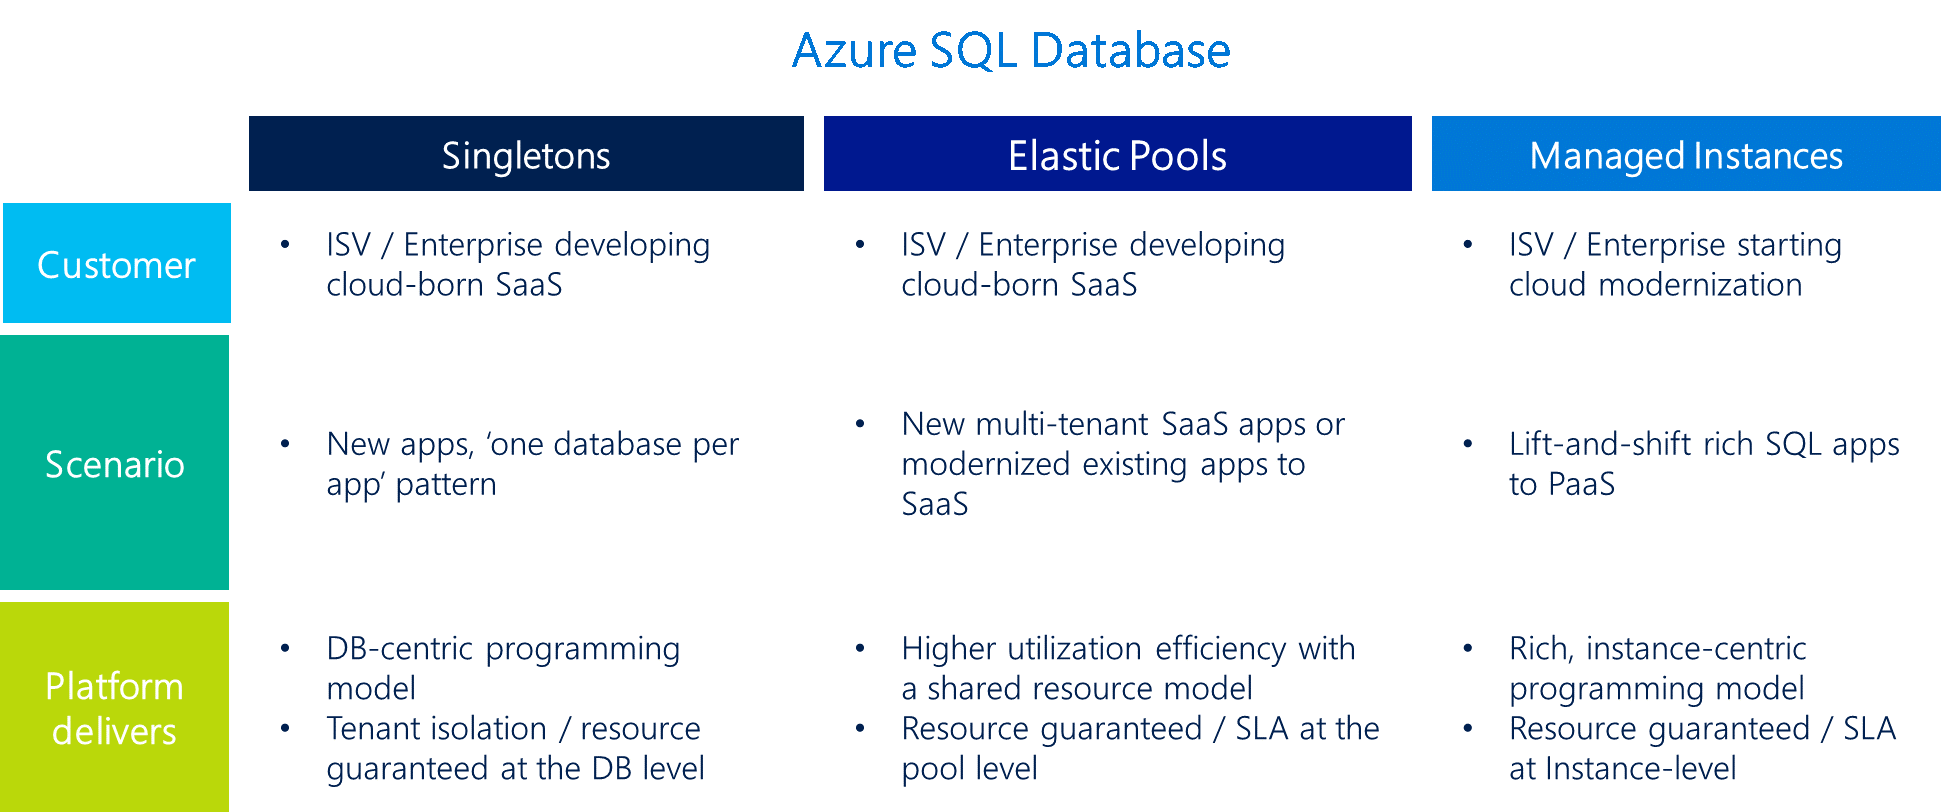 Azure SQL Database
Singletons
Elastic Pools
Managed Instances
Customer
• ISV / Enterprise developing
cloud-born SaaS
• ISV / Enterprise developing
cloud-born SaaS
• ISV / Enterprise starting
cloud modernization
Scenario
• New apps, ‘one database per
app’ pattern
• New multi-tenant SaaS apps or
modernized existing apps to
SaaS
• Lift-and-shift rich SQL apps
to PaaS
Platform
delivers
• DB-centric programming
model
• Tenant isolation / resource
guaranteed at the DB level
• Higher utilization efficiency with
a shared resource model
• Resource guaranteed / SLA at the
pool level
• Rich, instance-centric
programming model
• Resource guaranteed / SLA
at Instance-level